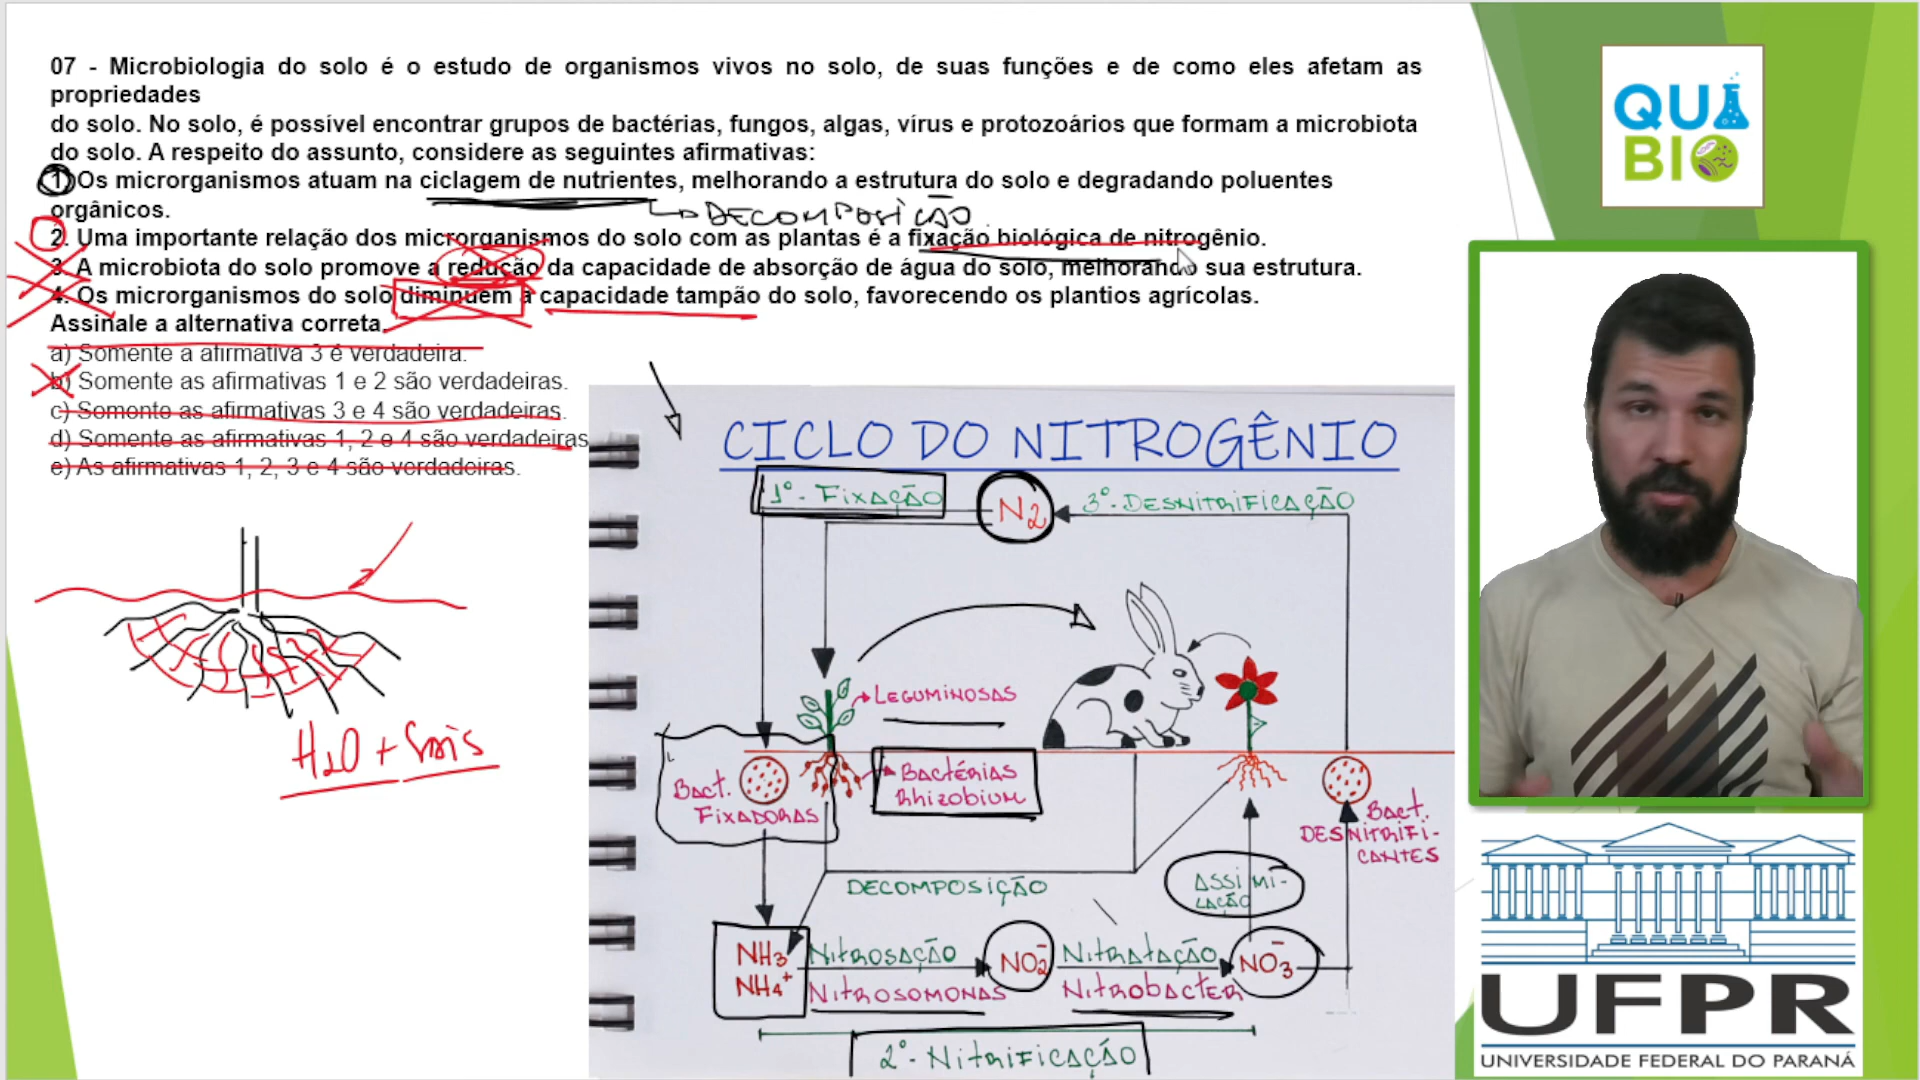 07 - Microbiologia do solo é o estudo de organismos vivos no solo, de suas funções e de como eles afetam as
propriedades
do solo. No solo, é possível encontrar grupos de bactérias, fungos, algas, vírus e protozoários que formam a microbiota
do solo. A respeito do assunto, considere as seguintes afirmativas:
1. Os microrganismos atuam na ciclagem de nutrientes, melhorando a estrutura do solo e degradando poluentes
orgânicos.
DECOMPOSIÇÃO
2. Uma importante relação dos microrganismos do solo com as plantas é a fixação biológica de nitrogênio.
3. A microbiota do solo promove a redução da capacidade de absorção de água do solo, melhorando sua estrutura.
4. Os microrganismos do solo diminuem a capacidade tampão do solo, favorecendo os plantios agrícolas.
Assinale a alternativa correta.
a) Somente a afirmativa 3 é verdadeira.
b) Somente as afirmativas 1 e 2 são verdadeiras.
c) Somente as afirmativas 3 e 4 são verdadeiras.
d) Somente as afirmativas 1, 2 e 4 são verdadeiras
e) As afirmativas 1, 2, 3 e 4 são verdadeiras.
H2O + Sais
CICLO DO NITROGÊNIO
1º- Fixação
N2
3º- DESNITRIFICAÇÃO
LEGUMINOSAS
Bact.
FIXADORAS
BACTÉRIAS
Rhizobium
Bact.
DESNITRIFI-
CANTES
DECOMPOSIÇÃO
ASSIMI-
LAÇÃO
NH3
NH4+
NITROSAÇÃO
NITROSOMONAS
NO2-
NITRATAÇÃO
NITROBACTER
NO3-
2º- NITRIFICAÇÃO
QUÍ
BIO
UFPR
UNIVERSIDADE FEDERAL DO PARANÁ